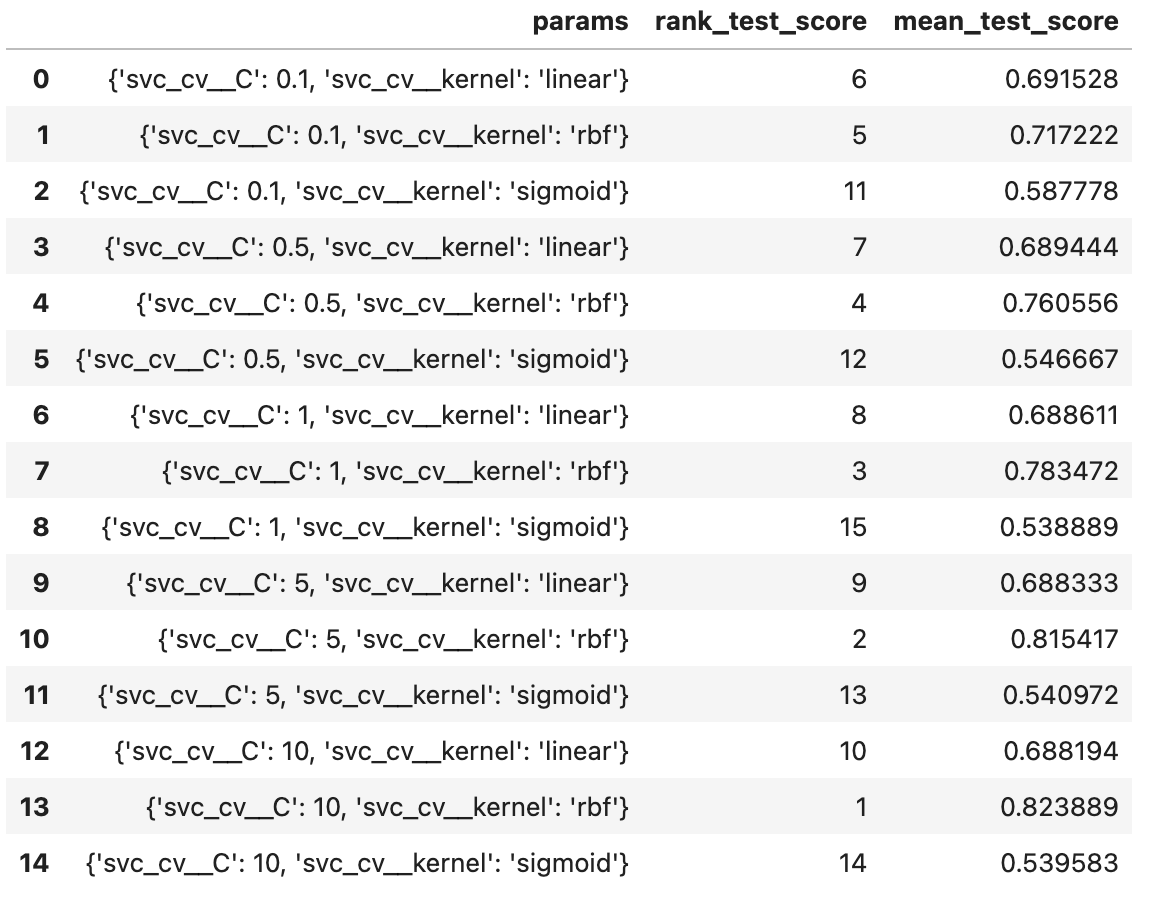 params rank_test_score mean_test_score
0 {'svc_cv__C': 0.1, 'svc_cv__kernel': 'linear'} 6 0.691528
1 {'svc_cv__C': 0.1, 'svc_cv__kernel': 'rbf'} 5 0.717222
2 {'svc_cv__C': 0.1, 'svc_cv__kernel': 'sigmoid'} 11 0.587778
3 {'svc_cv__C': 0.5, 'svc_cv__kernel': 'linear'} 7 0.689444
4 {'svc_cv__C': 0.5, 'svc_cv__kernel': 'rbf'} 4 0.760556
5 {'svc_cv__C': 0.5, 'svc_cv__kernel': 'sigmoid'} 12 0.546667
6 {'svc_cv__C': 1, 'svc_cv__kernel': 'linear'} 8 0.688611
7 {'svc_cv__C': 1, 'svc_cv__kernel': 'rbf'} 3 0.783472
8 {'svc_cv__C': 1, 'svc_cv__kernel': 'sigmoid'} 15 0.538889
9 {'svc_cv__C': 5, 'svc_cv__kernel': 'linear'} 9 0.688333
10 {'svc_cv__C': 5, 'svc_cv__kernel': 'rbf'} 2 0.815417
11 {'svc_cv__C': 5, 'svc_cv__kernel': 'sigmoid'} 13 0.540972
12 {'svc_cv__C': 10, 'svc_cv__kernel': 'linear'} 10 0.688194
13 {'svc_cv__C': 10, 'svc_cv__kernel': 'rbf'} 1 0.823889
14 {'svc_cv__C': 10, 'svc_cv__kernel': 'sigmoid'} 14 0.539583